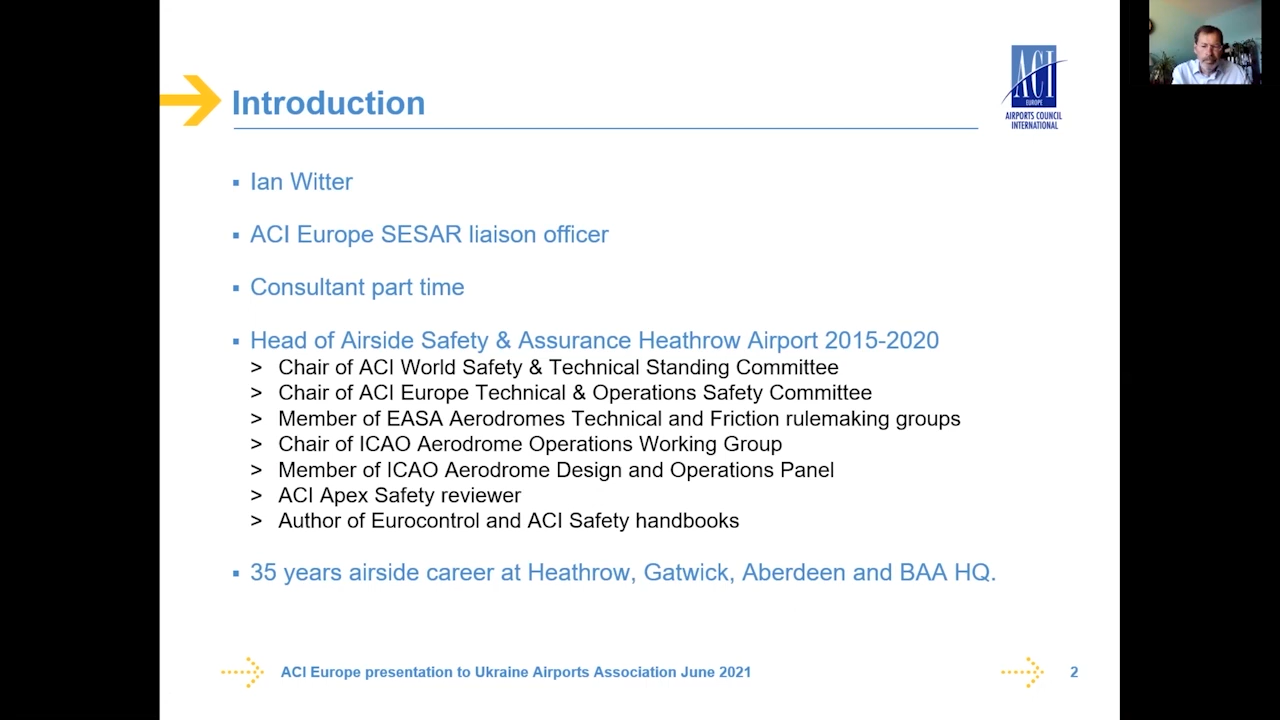 Introduction
ACI
EUROPE
AIRPORTS COUNCIL
INTERNATIONAL
▪ Ian Witter
▪ ACI Europe SESAR liaison officer
▪ Consultant part time
▪ Head of Airside Safety & Assurance Heathrow Airport 2015-2020
> Chair of ACI World Safety & Technical Standing Committee
> Chair of ACI Europe Technical & Operations Safety Committee
> Member of EASA Aerodromes Technical and Friction rulemaking groups
> Chair of ICAO Aerodrome Operations Working Group
> Member of ICAO Aerodrome Design and Operations Panel
> ACI Apex Safety reviewer
> Author of Eurocontrol and ACI Safety handbooks
▪ 35 years airside career at Heathrow, Gatwick, Aberdeen and BAA HQ.
ACI Europe presentation to Ukraine Airports Association June 2021
2